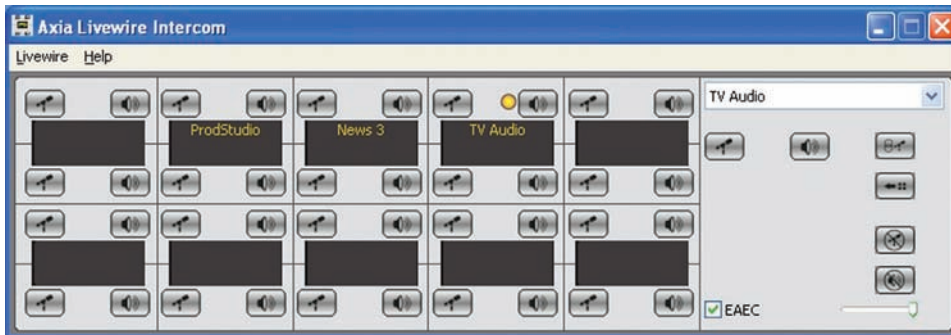 Axia Livewire Intercom
Livewire Help
ProdStudio
News 3
TV Audio
TV Audio
EAEC